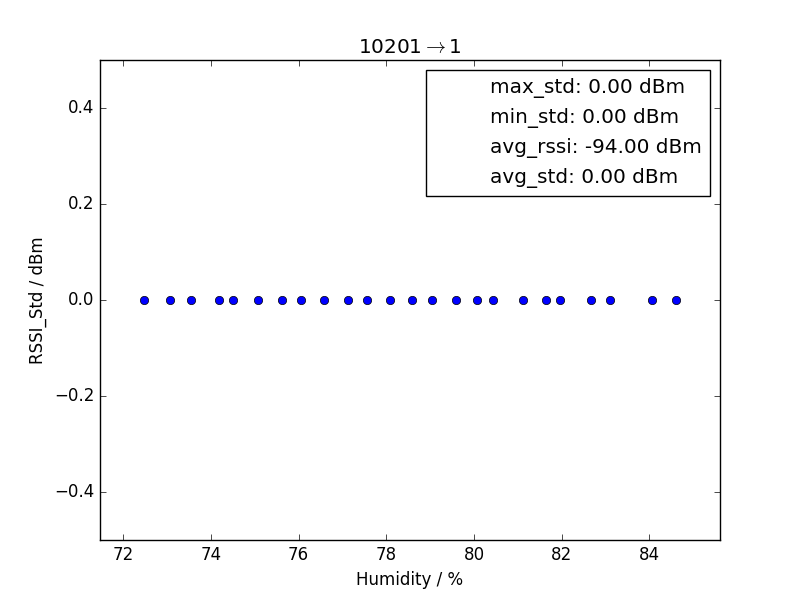 10201→1
max_std: 0.00 dBm
min_std: 0.00 dBm
avg_rssi: -94.00 dBm
avg_std: 0.00 dBm
RSSI_Std / dBm
0.4
0.2
0.0
−0.2
−0.4
72 74 76 78 80 82 84
Humidity / %